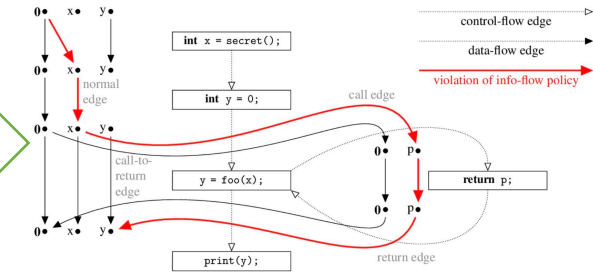 0 x y
int x = secret();
control-flow edge
data-flow edge
violation of info-flow policy
0 x y
normal
edge
int y = 0;
call edge
0 x y
0 p
call-to-
return
edge
y = foo(x);
return p;
0 p
0 x y
return edge
print(y);